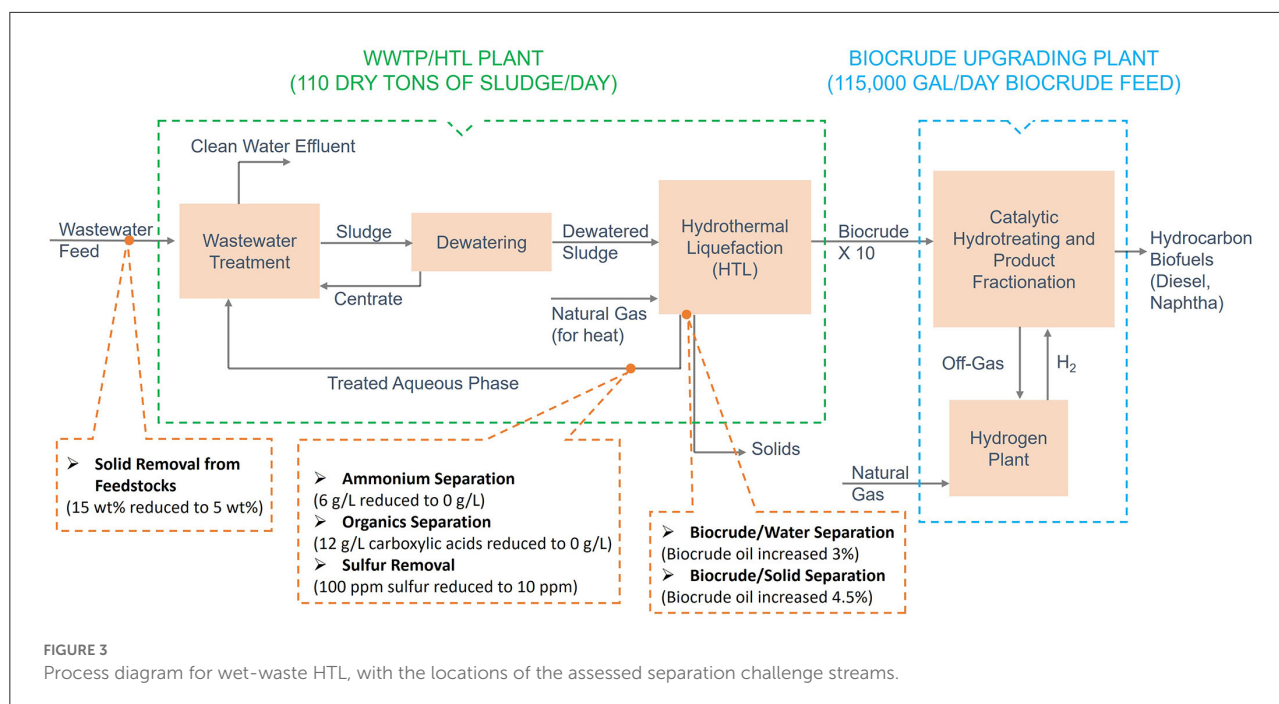 WWTP/HTL PLANT
(110 DRY TONS OF SLUDGE/DAY)
BIOCRUDE UPGRADING PLANT
(115,000 GAL/DAY BIOCRUDE FEED)
Clean Water Effluent
Wastewater
Feed
Wastewater
Treatment
Sludge
Centrate
Dewatering
Dewatered
Sludge
Natural Gas
(for heat)
Hydrothermal
Liquefaction
(HTL)
Biocrude
X 10
Catalytic
Hydrotreating and
Product
Fractionation
Hydrocarbon
Biofuels
(Diesel,
Naphtha)
Treated Aqueous Phase
Off-Gas
H₂
Solids
Natural
Gas
Hydrogen
Plant
➢ Solid Removal from
Feedstocks
(15 wt% reduced to 5 wt%)
➢ Ammonium Separation
(6 g/L reduced to 0 g/L)
➢ Organics Separation
(12 g/L carboxylic acids reduced to 0 g/L)
➢ Sulfur Removal
(100 ppm sulfur reduced to 10 ppm)
➢ Biocrude/Water Separation
(Biocrude oil increased 3%)
➢ Biocrude/Solid Separation
(Biocrude oil increased 4.5%)
FIGURE 3
Process diagram for wet-waste HTL, with the locations of the assessed separation challenge streams.